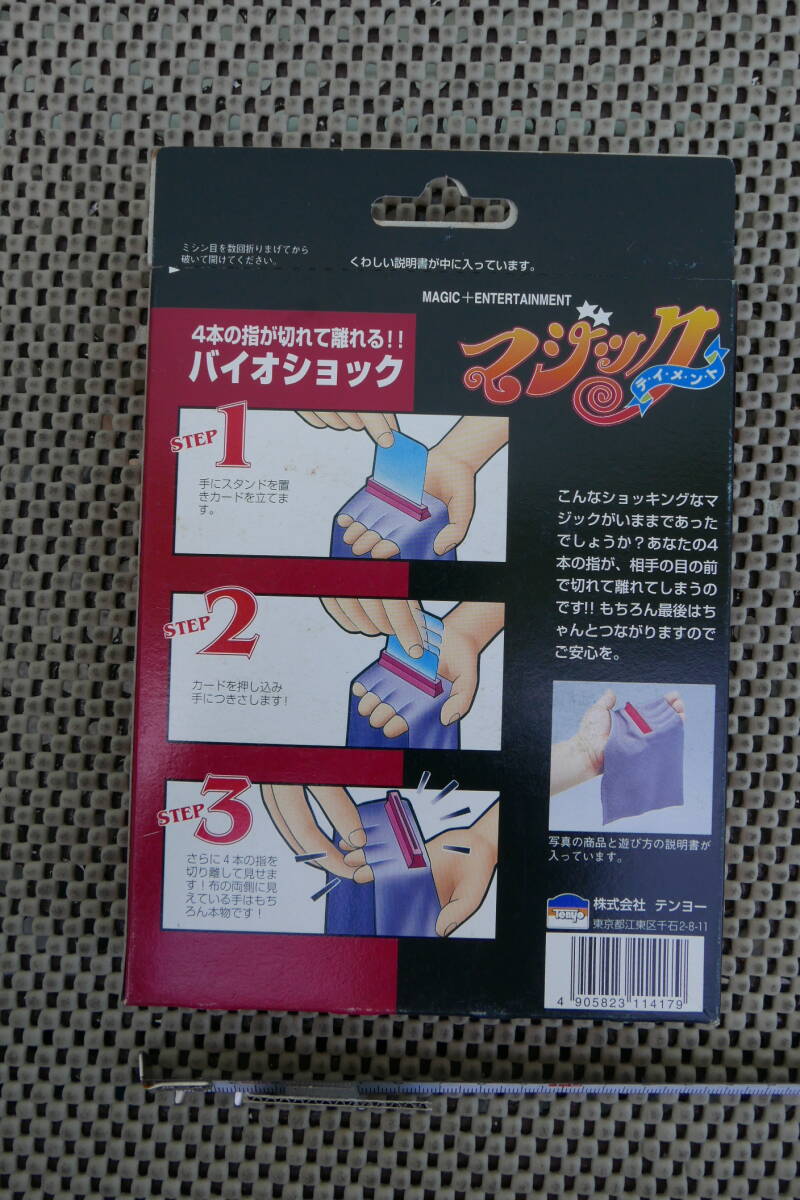 ミシン目を数回折りまげてから
破いて開けてください。
くわしい説明書が中に入っています。
MAGIC+ENTERTAINMENT
マジック
テ・イ・メ・ン・ト
4本の指が切れて離れる!!
バイオショック
STEP 1
手にスタンドを置
きカードを立てま
す。
STEP 2
カードを押し込み
手につきさします!
STEP 3
さらに4本の指を
切り離して見せま
す!布の両側に見
えている手はもち
ろん本物です!
こんなショッキングなマ
ジックがいままであった
でしょうか?あなたの4
本の指が、相手の目の前
で切れて離れてしまうの
です!! もちろん最後はち
ゃんとつながりますので
ご安心を。
写真の商品と遊び方の説明書が
入っています。
Tenyo
株式会社 テンヨー
東京都江東区千石2-8-11
4 905823 114179